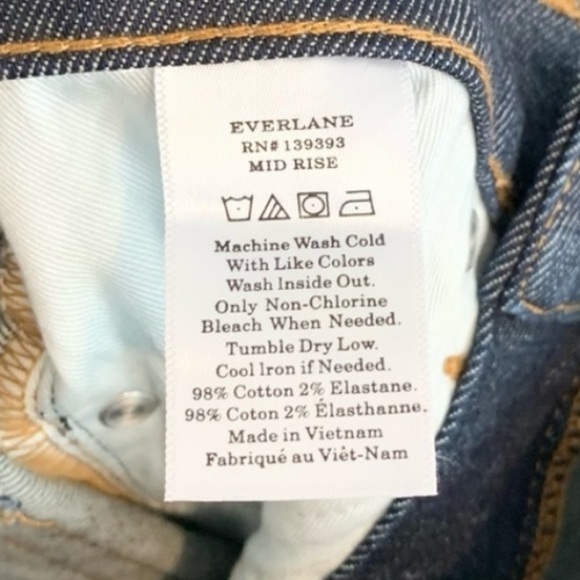 EVERLANE
RN# 139393
MID RISE
Machine Wash Cold
With Like Colors
Wash Inside Out.
Only Non-Chlorine
Bleach When Needed.
Tumble Dry Low.
Cool Iron if Needed.
98% Cotton 2% Elastane.
98% Coton 2% Élasthanne.
Made in Vietnam
Fabriqué au Viêt-Nam